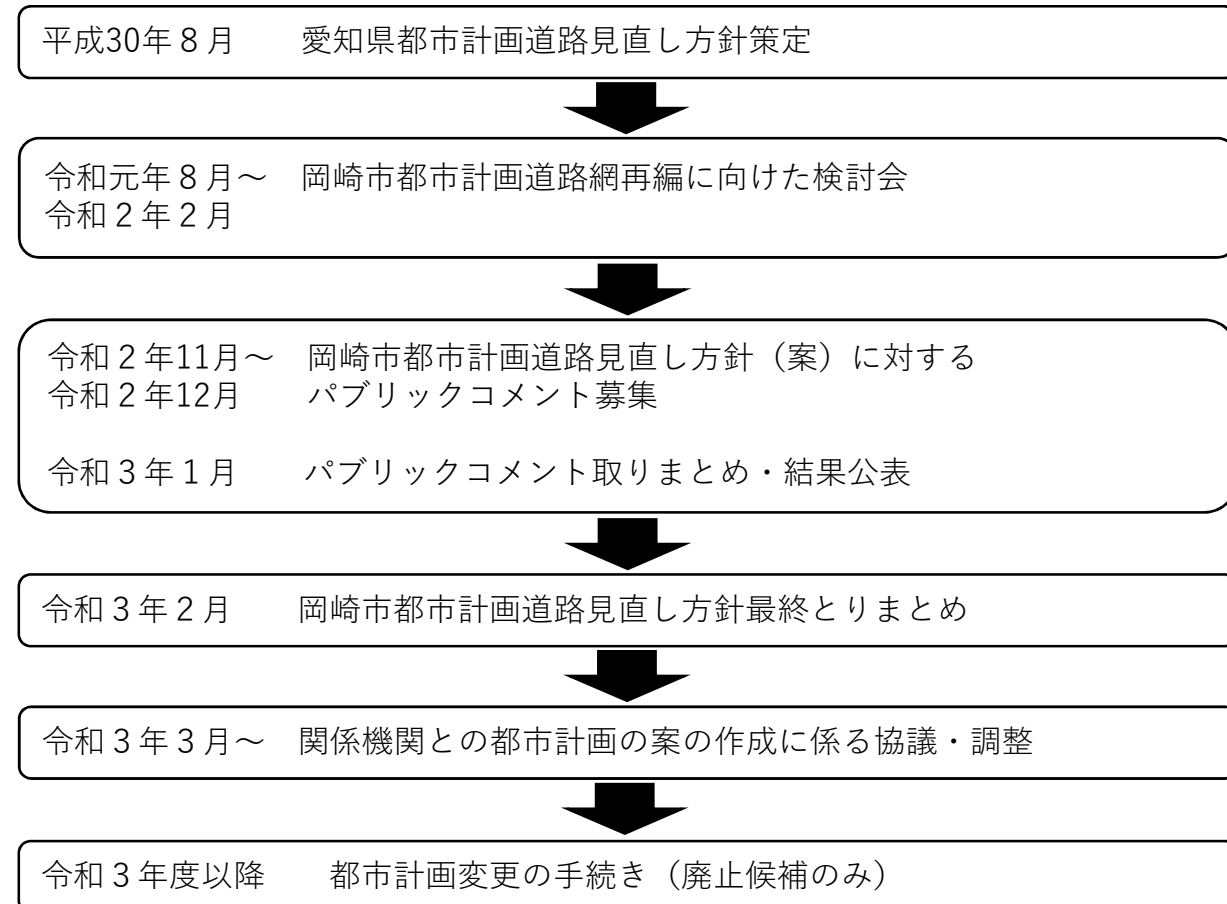 平成30年８月　愛知県都市計画道路見直し方針策定
令和元年８月～　岡崎市都市計画道路網再編に向けた検討会
令和２年２月
令和２年11月～　岡崎市都市計画道路見直し方針（案）に対する
令和２年12月　パブリックコメント募集
令和３年１月　パブリックコメント取りまとめ・結果公表
令和３年２月　岡崎市都市計画道路見直し方針最終とりまとめ
令和３年３月～　関係機関との都市計画の案の作成に係る協議・調整
令和３年度以降　都市計画変更の手続き（廃止候補のみ）